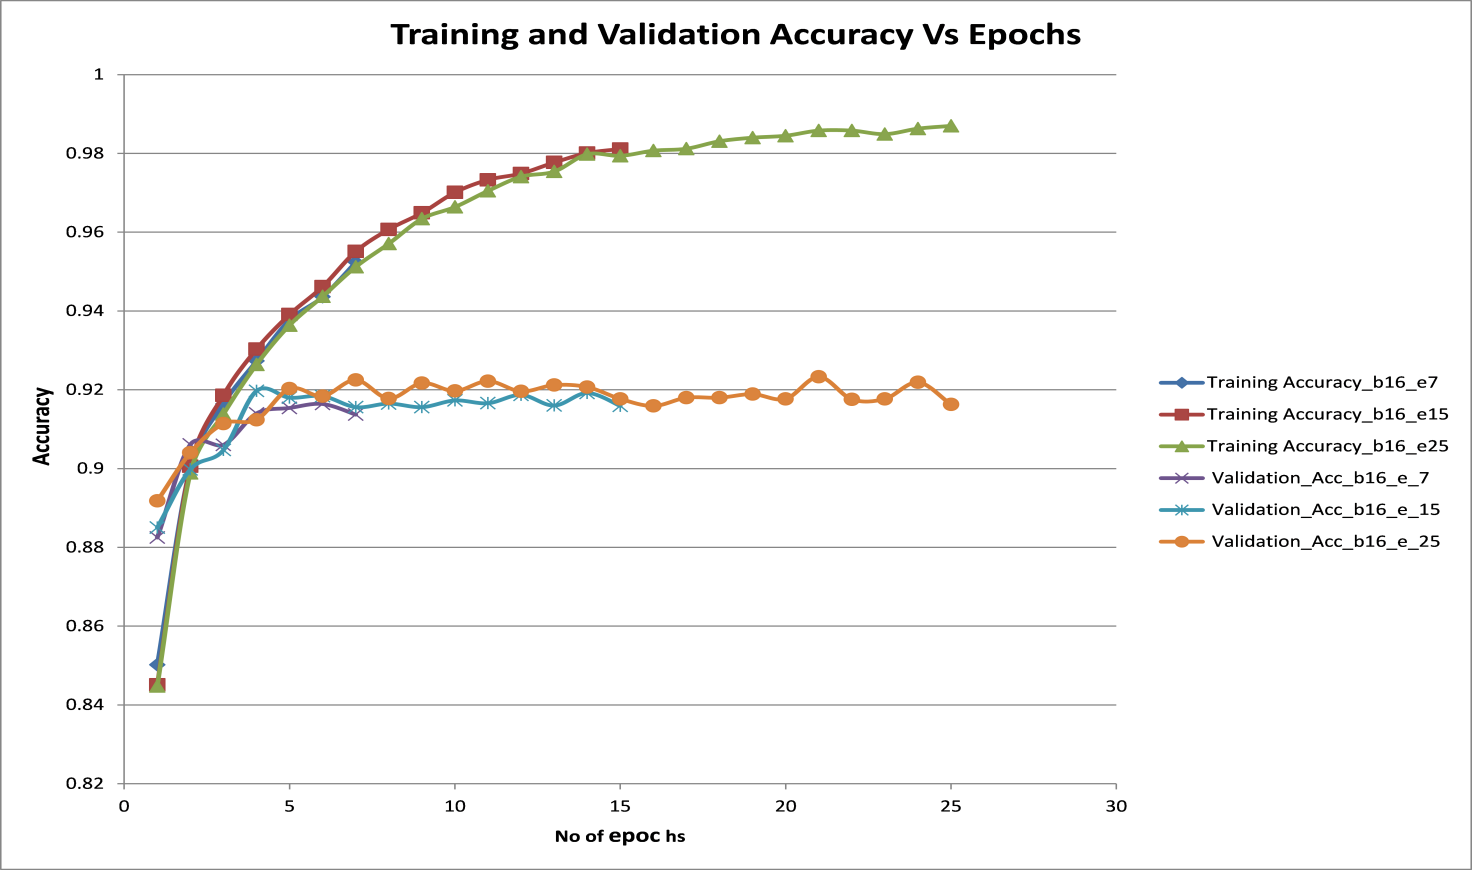 Training and Validation Accuracy Vs Epochs
1
0.98
0.96
0.94
0.92
0.9
0.88
0.86
0.84
0.82
Accuracy
0 5 10 15 20 25 30
No of epoc hs
Training Accuracy_b16_e7
Training Accuracy_b16_e15
Training Accuracy_b16_e25
Validation_Acc_b16_e_7
Validation_Acc_b16_e_15
Validation_Acc_b16_e_25